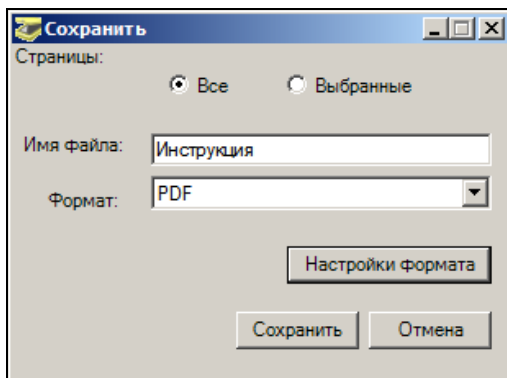 Сохранить
Страницы:
Все Выбранные
Имя файла: Инструкция
Формат: PDF
Настройки формата
Сохранить Отмена